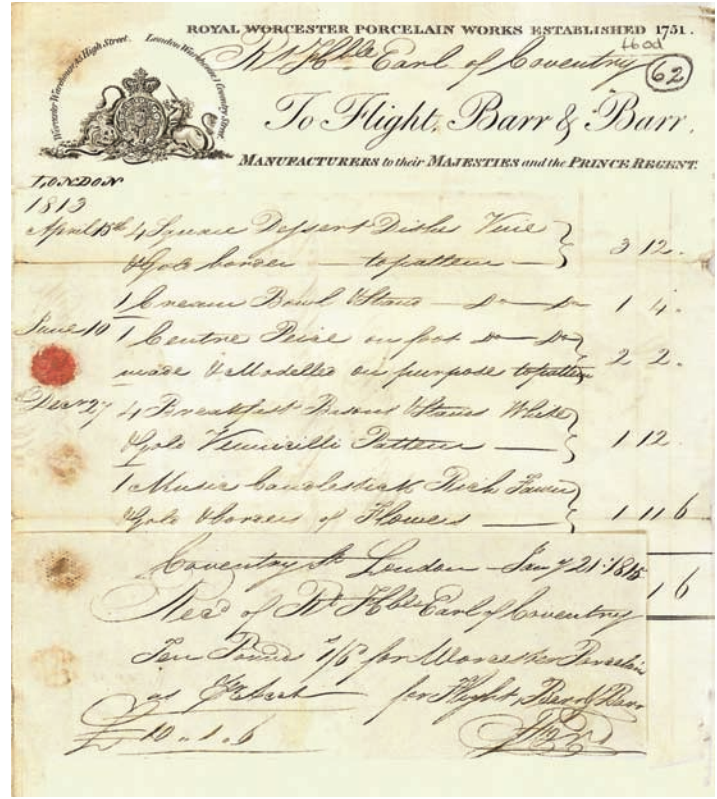 ROYAL WORCESTER PORCELAIN WORKS ESTABLISHED 1751.
Worcester Warehouse 45 High Street. London Warehouse 1 Coventry Street
Rt Hble Earl of Coventry
62
To Flight, Barr & Barr,
MANUFACTURERS to their MAJESTIES and the PRINCE REGENT.
LONDON
1813
April 15th 4 Square Dessert Dishes Vine
& Gold border — to pattern — 3 12.
1 Cream Bowl & Stand — Do — Do 1 4.
June 10 1 Centre Peice on foot Do — Do
made & Modelled on purpose to pattern 2 2.
Decr 27 4 Breakfast Basons & Stands White
& Gold Vermicilli Pattern — 1 12.
1 Music Candlestick Rich Fawn
& Gold & Borders of Flowers — 1 11 6
1 6
Coventry St London — Jany 21 1815
Recd of Rt Hble Earl of Coventry
Ten Pounds 1/6 for Worcester Porcelain
as for Flight, Barr & Barr
£ 10 .. 1 .. 6